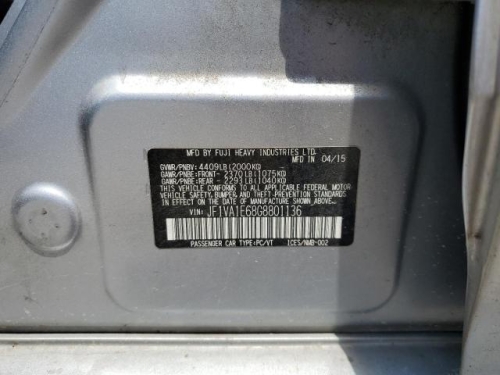 MFD BY FUJI HEAVY INDUSTRIES LTD.
IN 04/15
GVWR/PNBV: 4409LB(2000KG)
GAWR/PNBE:FRONT- 2370LB(1075KG)
GAWR/PNBE:REAR - 2293LB(1040KG)
THIS VEHICLE CONFORMS TO ALL APPLICABLE FEDERAL MOTOR
VEHICLE SAFETY, BUMPER, AND THEFT PREVENTION
STANDARDS IN EFFECT ON THE DATE OF MANUFACTURE SHOWN ABOVE.
VIN: JF1VA1E68G8801136
PASSENGER CAR TYPE:PC/VT ICES/NMB-002